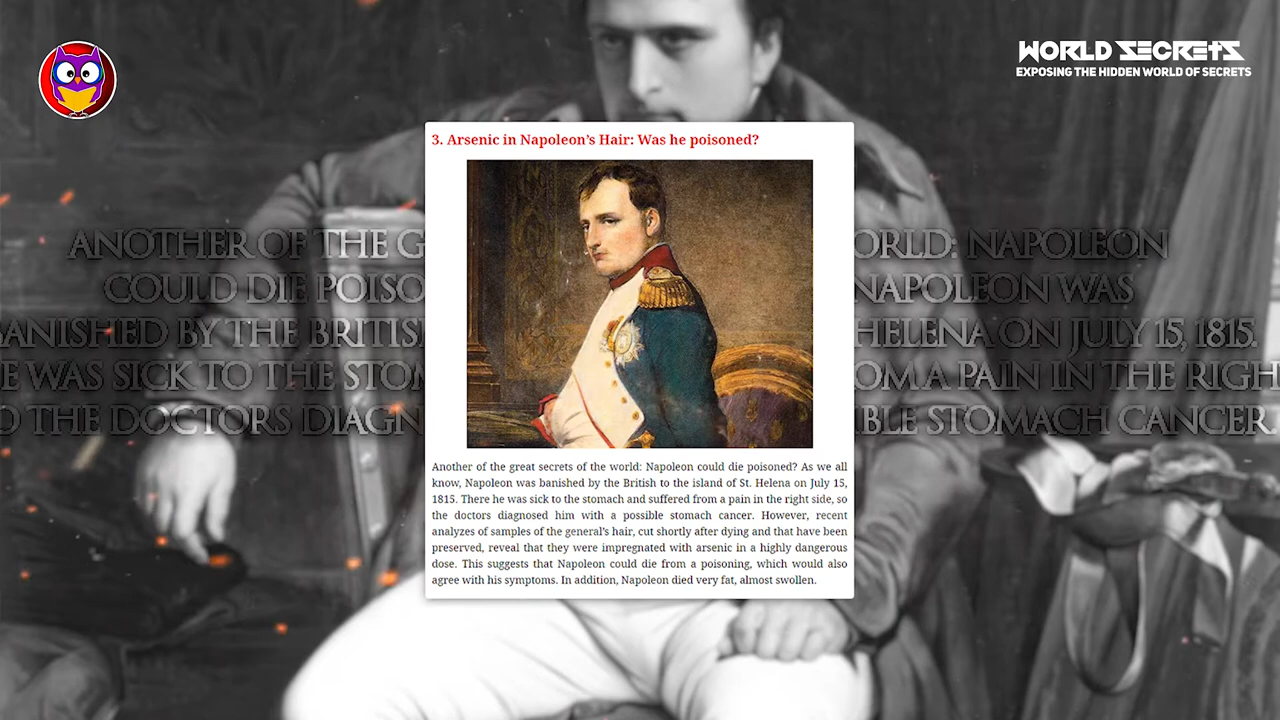 WORLD SECRETS
EXPOSING THE HIDDEN WORLD OF SECRETS
3. Arsenic in Napoleon's Hair: Was he poisoned?
ANOTHER OF THE G
ORLD: NAPOLEON
COULD DIE POISO
NAPOLEON WAS
ANISHED BY THE BRITIS
HELENA ON JULY 15, 1815.
E WAS SICK TO THE STO
OM A PAIN IN THE RIGH
O THE DOCTORS DIAGN
BLE STOMACH CANCER.
Another of the great secrets of the world: Napoleon could die poisoned? As we all
know, Napoleon was banished by the British to the island of St. Helena on July 15,
1815. There he was sick to the stomach and suffered from a pain in the right side, so
the doctors diagnosed him with a possible stomach cancer. However, recent
analyzes of samples of the general's hair, cut shortly after dying and that have been
preserved, reveal that they were impregnated with arsenic in a highly dangerous
dose. This suggests that Napoleon could die from a poisoning, which would also
agree with his symptoms. In addition, Napoleon died very fat, almost swollen.